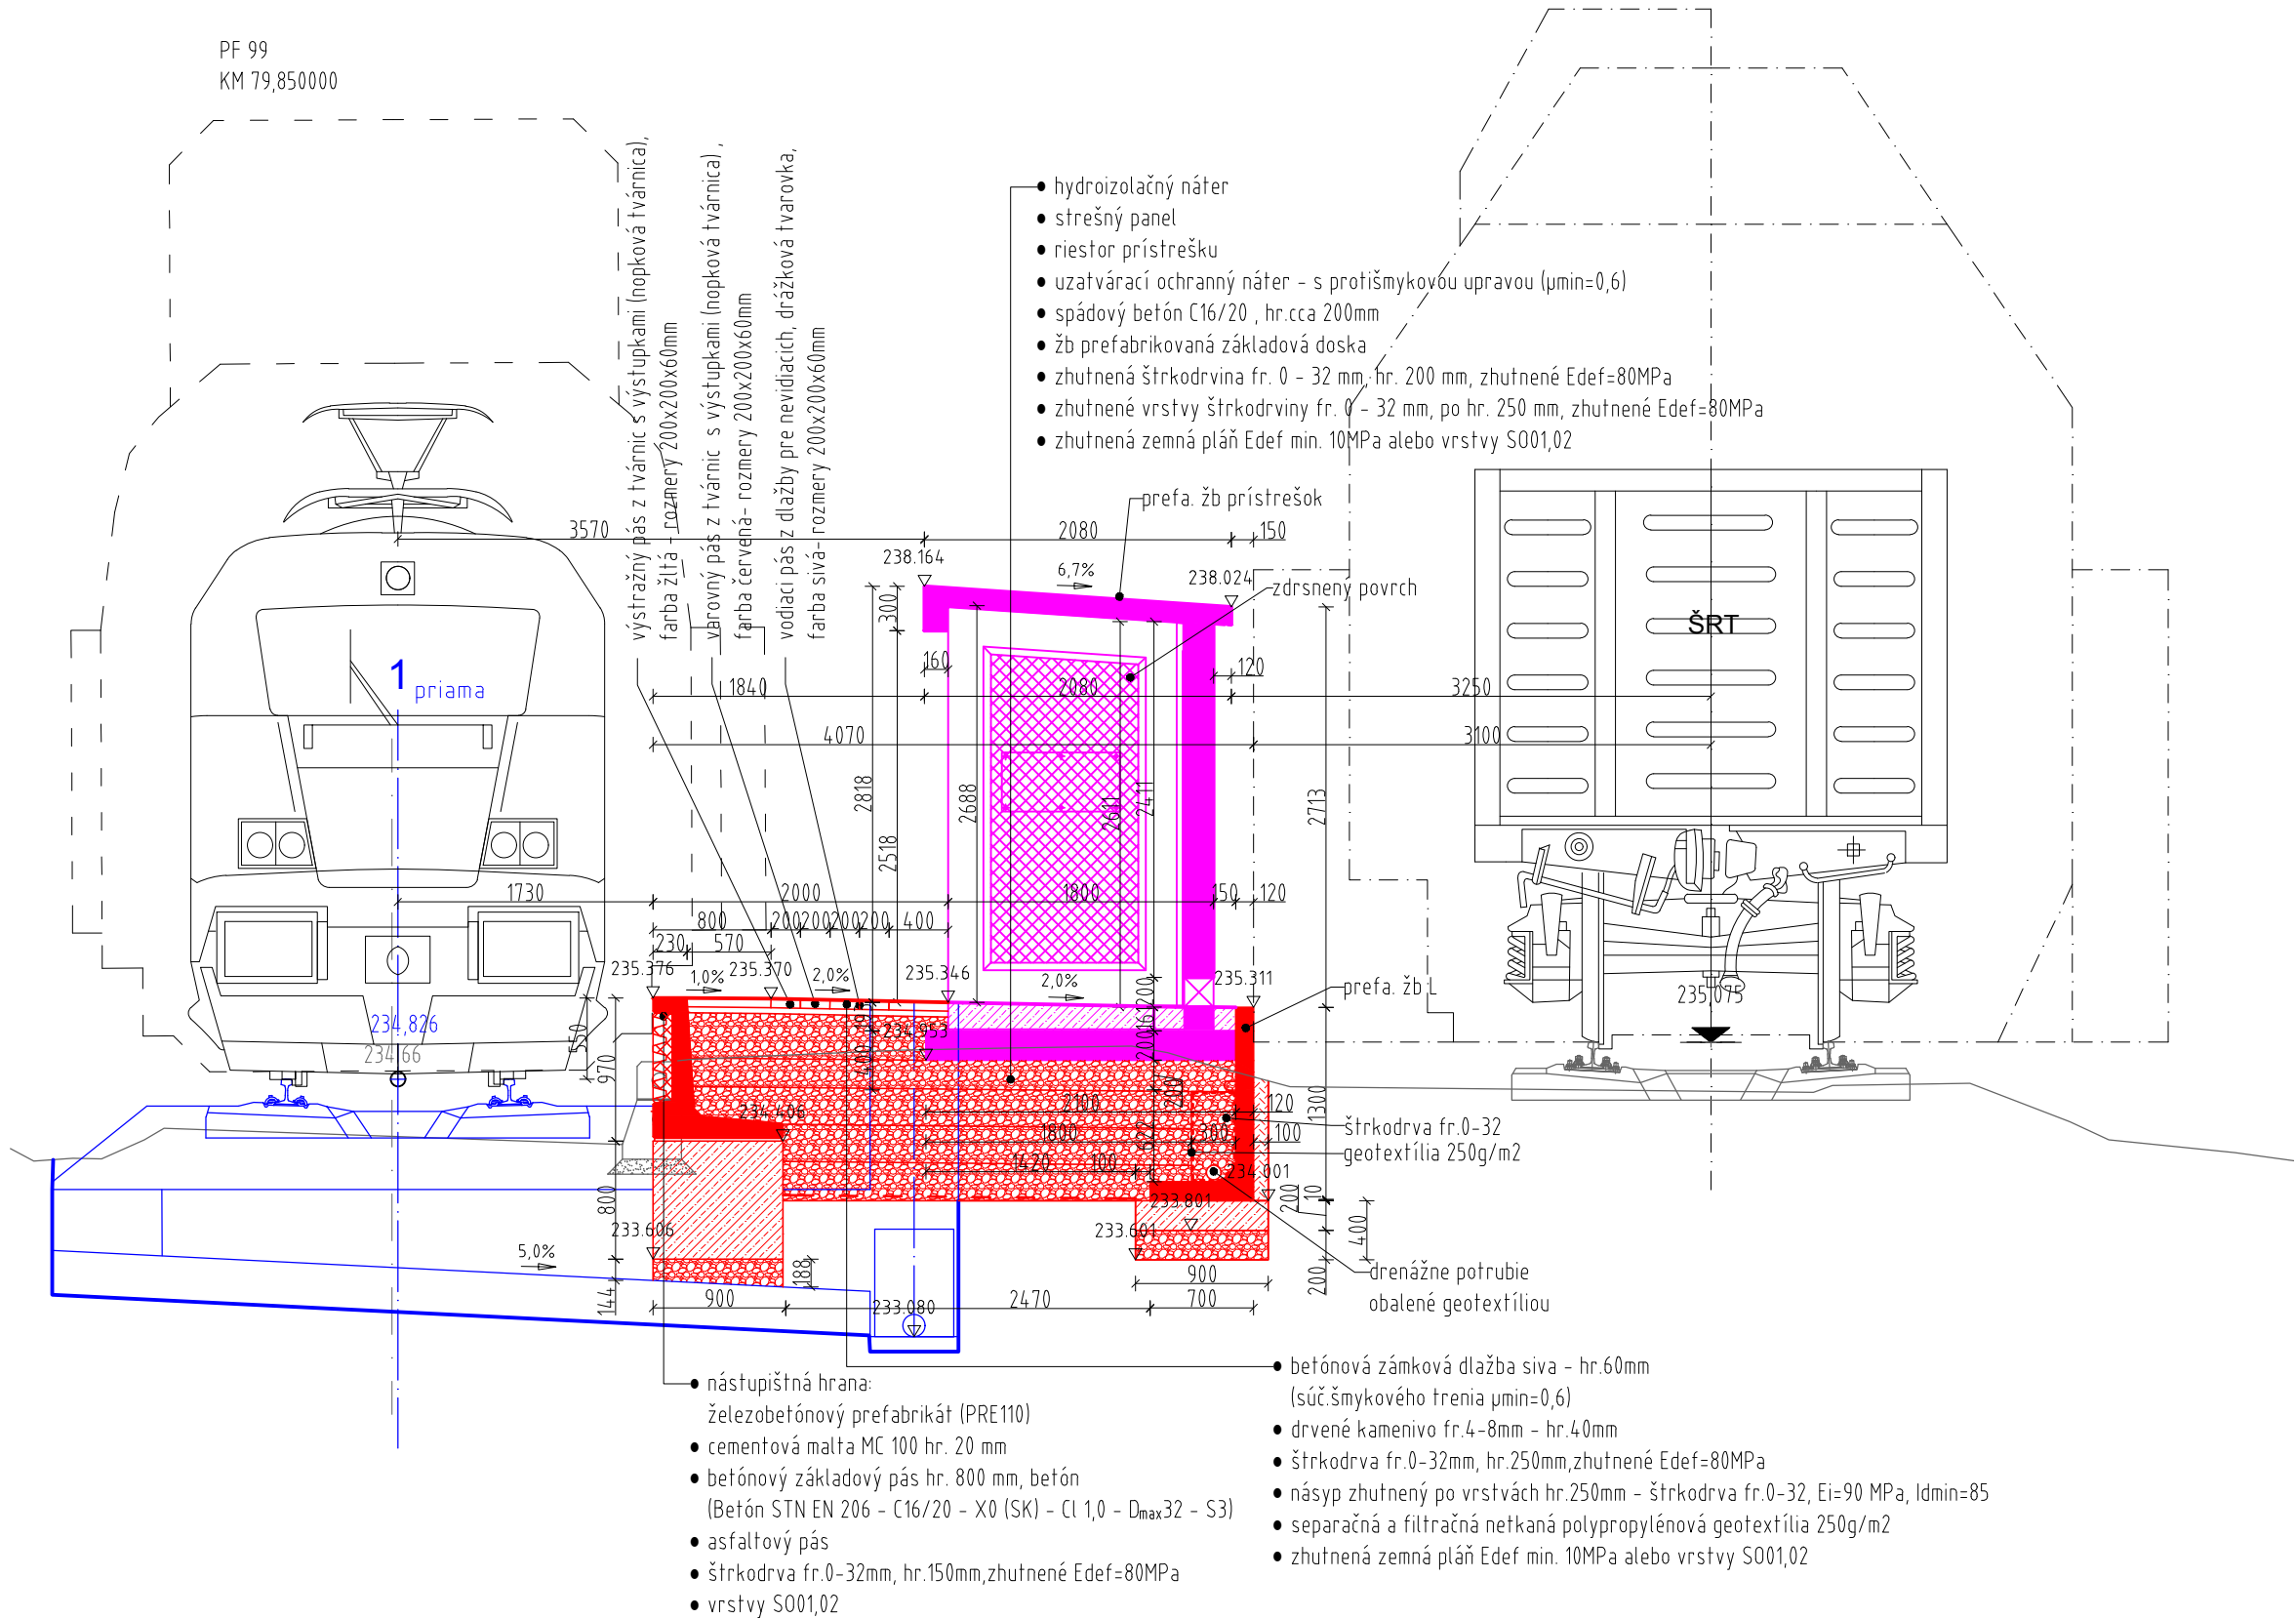 PF 99
KM 79,850000
výstražný pás z tvárnic s výstupkami (nopková tvárnica),
farba žltá - rozmery 200x200x60mm
varovný pás z tvárnic s výstupkami (nopková tvárnica) ,
farba červená- rozmery 200x200x60mm
vodiaci pás z dlažby pre nevidiacich, drážková tvarovka,
farba sivá- rozmery 200x200x60mm
hydroizolačný náter
strešný panel
riestor prístrešku
uzatvárací ochranný náter - s protišmykovou upravou (µmin=0,6)
spádový betón C16/20 , hr.cca 200mm
žb prefabrikovaná základová doska
zhutnená štrkodrvina fr. 0 - 32 mm, hr. 200 mm, zhutnené Edef=80MPa
zhutnené vrstvy štrkodrviny fr. 0 - 32 mm, po hr. 250 mm, zhutnené Edef=80MPa
zhutnená zemná pláň Edef min. 10MPa alebo vrstvy SO01,02
prefa. žb prístrešok
3570
2080
150
238.164
6,7%
238.024
zdrsnený povrch
300
ŠRT
160
120
1 priama
1840
2080
3250
4070
3100
2818
2688
2611
2411
2713
2518
1730
2000
1800
150
120
800
200
200
200
200
400
230
570
235.376
1,0%
235.370
2,0%
235.346
2,0%
235.311
200
prefa. žb L
235,075
234,826
234.66
550
970
234.953
400
161
200
234.406
2100
120
200
1300
1800
300
100
622
štrkodrva fr.0-32
geotextília 250g/m2
1420
100
234.001
800
233.606
233.801
233.601
200
10
400
5,0%
188
144
900
233.080
2470
900
700
200
drenážne potrubie
obalené geotextíliou
nástupištná hrana:
železobetónový prefabrikát (PRE110)
cementová malta MC 100 hr. 20 mm
betónový základový pás hr. 800 mm, betón
(Betón STN EN 206 - C16/20 - X0 (SK) - Cl 1,0 - Dmax32 - S3)
asfaltový pás
štrkodrva fr.0-32mm, hr.150mm,zhutnené Edef=80MPa
vrstvy SO01,02
betónová zámková dlažba siva - hr.60mm
(súč.šmykového trenia µmin=0,6)
drvené kamenivo fr.4-8mm - hr.40mm
štrkodrva fr.0-32mm, hr.250mm,zhutnené Edef=80MPa
násyp zhutnený po vrstvách hr.250mm - štrkodrva fr.0-32, Ei=90 MPa, Idmin=85
separačná a filtračná netkaná polypropylénová geotextília 250g/m2
zhutnená zemná pláň Edef min. 10MPa alebo vrstvy SO01,02